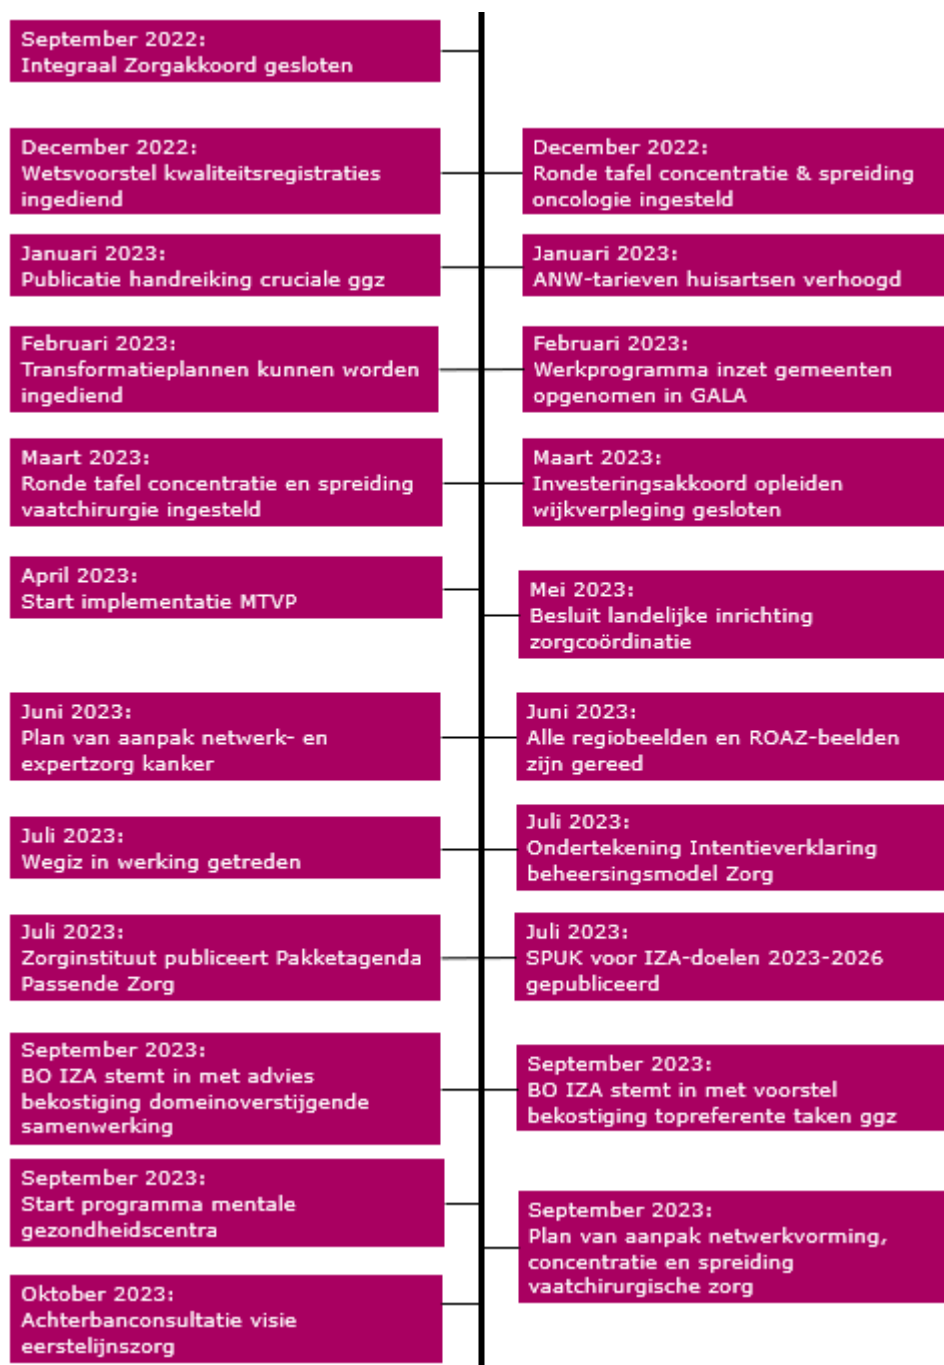 September 2022:
Integraal Zorgakkoord gesloten
December 2022:
Wetsvoorstel kwaliteitsregistraties
ingediend
December 2022:
Ronde tafel concentratie & spreiding
oncologie ingesteld
Januari 2023:
Publicatie handreiking cruciale ggz
Januari 2023:
ANW-tarieven huisartsen verhoogd
Februari 2023:
Transformatieplannen kunnen worden
ingediend
Februari 2023:
Werkprogramma inzet gemeenten
opgenomen in GALA
Maart 2023:
Ronde tafel concentratie en spreiding
vaatchirurgie ingesteld
Maart 2023:
Investeringsakkoord opleiden
wijkverpleging gesloten
April 2023:
Start implementatie MTVP
Mei 2023:
Besluit landelijke inrichting
zorgcoördinatie
Juni 2023:
Plan van aanpak netwerk- en
expertzorg kanker
Juni 2023:
Alle regiobeelden en ROAZ-beelden
zijn gereed
Juli 2023:
Wegiz in werking getreden
Juli 2023:
Ondertekening Intentieverklaring
beheersingsmodel Zorg
Juli 2023:
Zorginstituut publiceert Pakketagenda
Passende Zorg
Juli 2023:
SPUK voor IZA-doelen 2023-2026
gepubliceerd
September 2023:
BO IZA stemt in met advies
bekostiging domeinoverstijgende
samenwerking
September 2023:
BO IZA stemt in met voorstel
bekostiging topreferente taken ggz
September 2023:
Start programma mentale
gezondheidscentra
September 2023:
Plan van aanpak netwerkvorming,
concentratie en spreiding
vaatchirurgische zorg
Oktober 2023:
Achterbanconsultatie visie
eerstelijnszorg